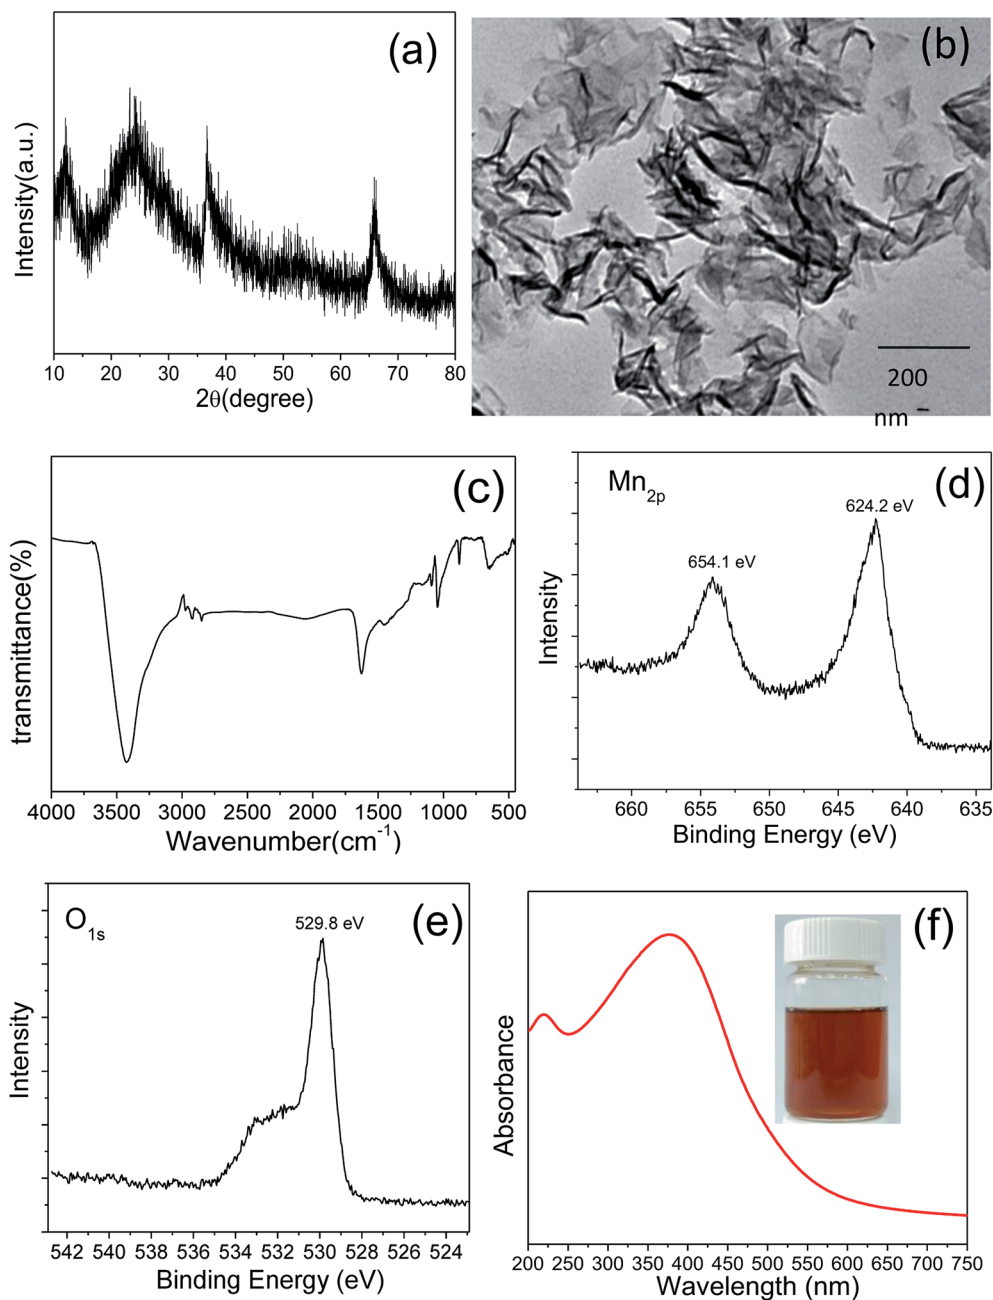 (a)
Intensity(a.u.)
10 20 30 40 50 60 70 80
2θ(degree)
(b)
200
nm
(c)
transmittance(%)
4000 3500 3000 2500 2000 1500 1000 500
Wavenumber(cm-1)
(d)
Mn2p
624.2 eV
654.1 eV
Intensity
660 655 650 645 640 635
Binding Energy (eV)
(e)
O1s
529.8 eV
Intensity
542 540 538 536 534 532 530 528 526 524
Binding Energy (eV)
(f)
Absorbance
200 250 300 350 400 450 500 550 600 650 700 750
Wavelength (nm)